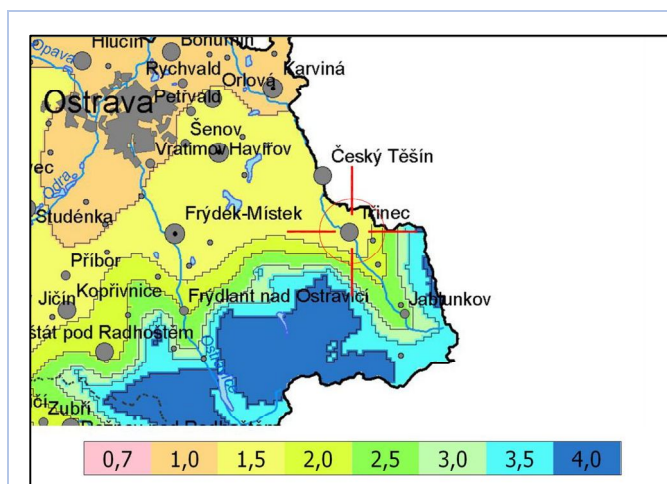 Hlučín
Bohumín
Opava
Rychvald
Karviná
Orlová
Petřvald
Ostrava
Šenov
Český Těšín
Vratimov
Havířov
vec
Odra
Třinec
Studénka
Frýdek-Místek
Příbor
Jičín
Kopřivnice
Frýdlant nad Ostravicí
Jablunkov
štát pod Radhoštěm
čí
Zubří
0,7
1,0
1,5
2,0
2,5
3,0
3,5
4,0